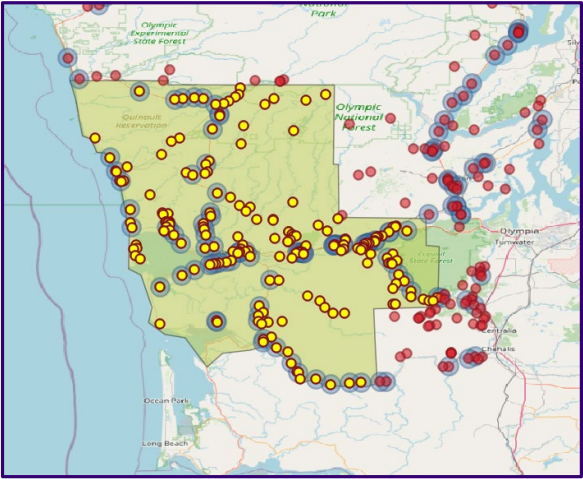 National
Park
Olympic
Experimental
State Forest
Quinault
Reservation
Olympic
National
Forest
Olympia
Tumwater
State Forest
Centralia
Chehalis
Ocean Park
Long Beach